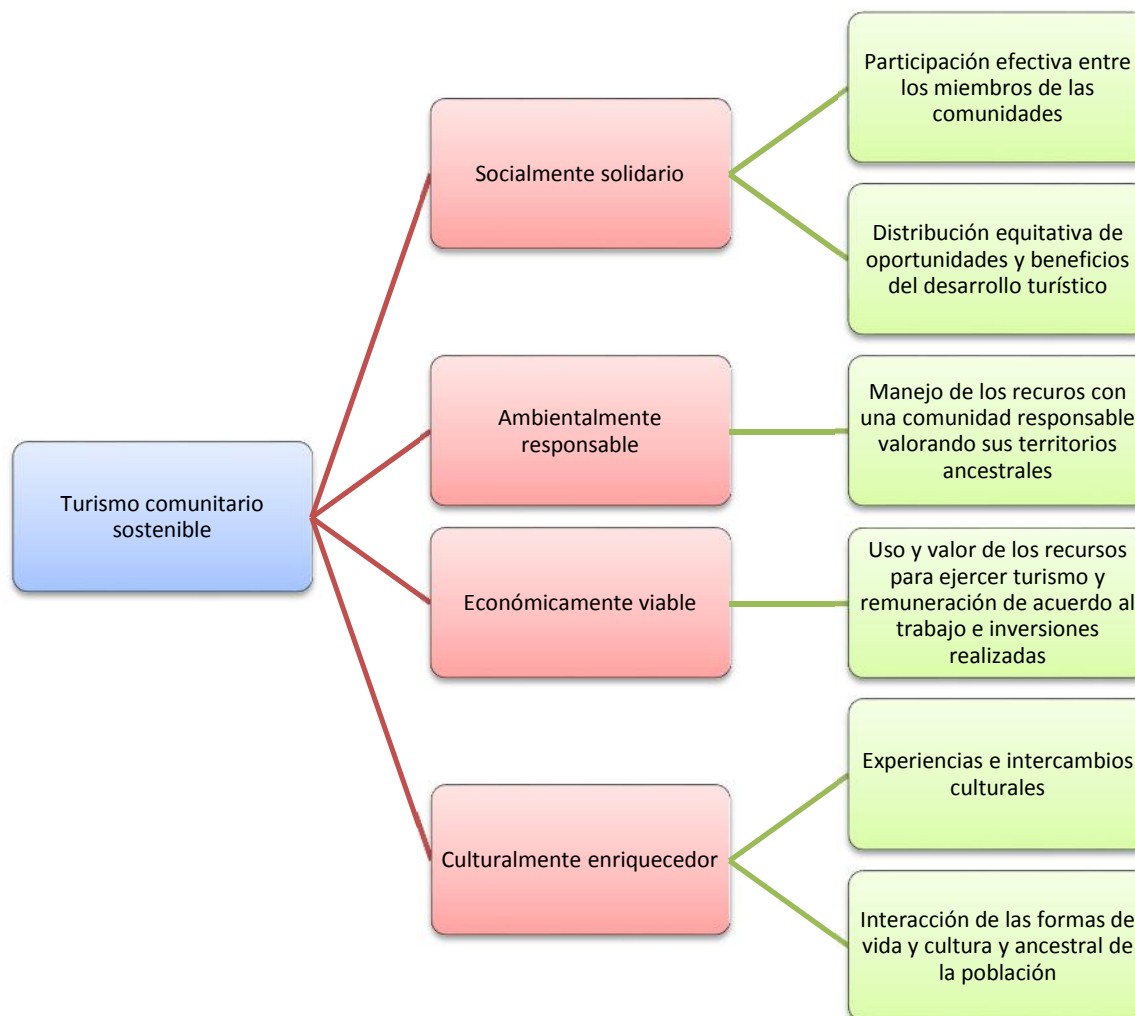 Turismo comunitario
sostenible
Socialmente solidario
Participación efectiva entre
los miembros de las
comunidades
Distribución equitativa de
oportunidades y beneficios
del desarrollo turístico
Ambientalmente
responsable
Manejo de los recuros con
una comunidad responsable
valorando sus territorios
ancestrales
Económicamente viable
Uso y valor de los recursos
para ejercer turismo y
remuneración de acuerdo al
trabajo e inversiones
realizadas
Culturalmente enriquecedor
Experiencias e intercambios
culturales
Interacción de las formas de
vida y cultura y ancestral de
la población